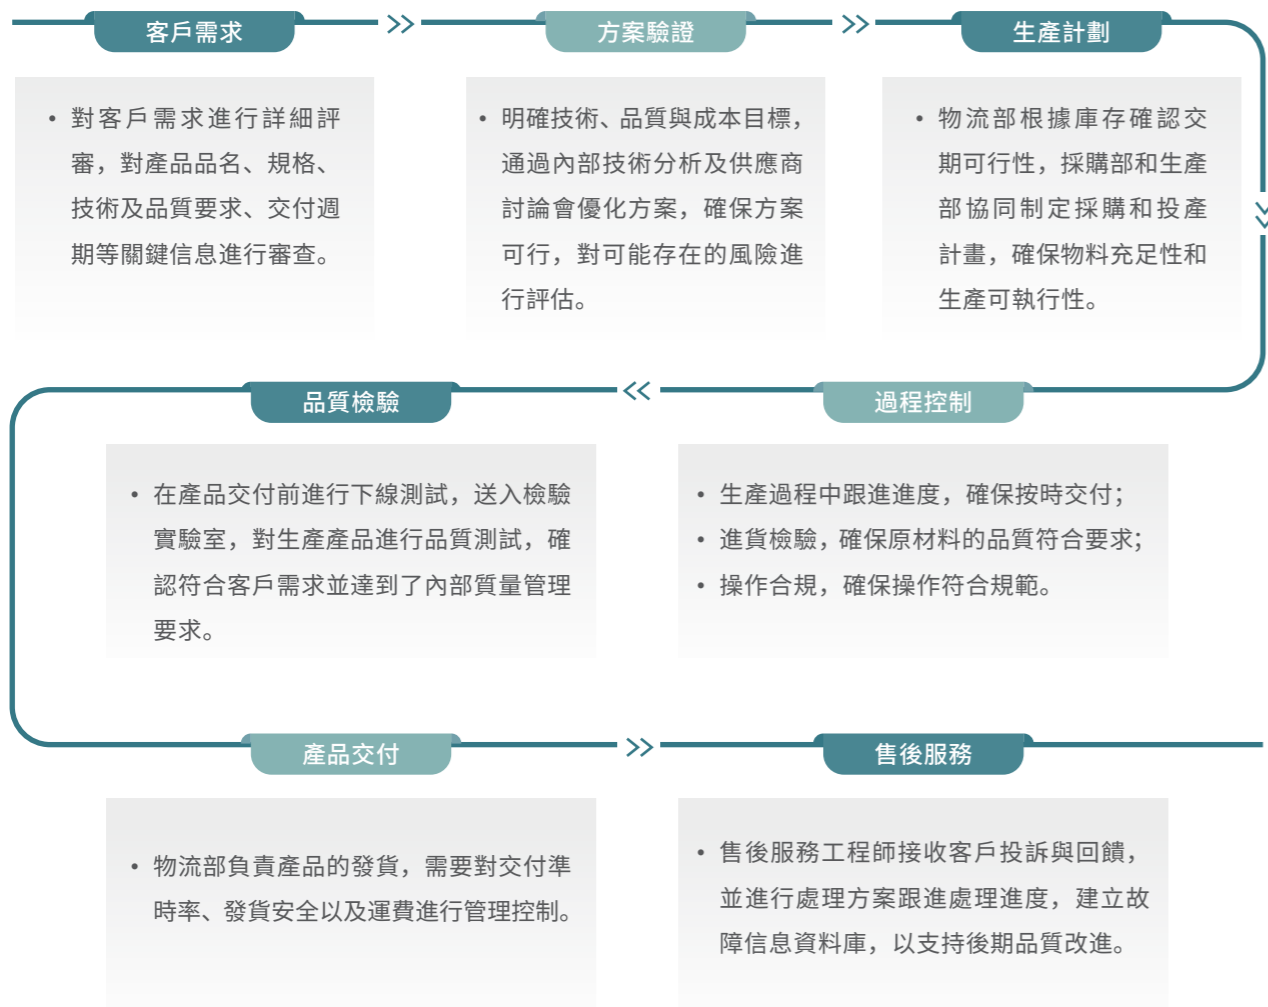 客戶需求
對客戶需求進行詳細評
審，對產品品名、規格、
技術及品質要求、交付週
期等關鍵信息進行審查。
方案驗證
明確技術、品質與成本目標，
通過內部技術分析及供應商
討論會優化方案，確保方案
可行，對可能存在的風險進
行評估。
生產計劃
物流部根據庫存確認交
期可行性，採購部和生產
部協同制定採購和投產
計畫，確保物料充足性和
生產可執行性。
過程控制
生產過程中跟進進度，確保按時交付；
進貨檢驗，確保原材料的品質符合要求；
操作合規，確保操作符合規範。
品質檢驗
在產品交付前進行下線測試，送入檢驗
實驗室，對生產產品進行品質測試，確
認符合客戶需求並達到了內部質量管理
要求。
產品交付
物流部負責產品的發貨，需要對交付準
時率、發貨安全以及運費進行管理控制。
售後服務
售後服務工程師接收客戶投訴與回饋，
並進行處理方案跟進處理進度，建立故
障信息資料庫，以支持後期品質改進。